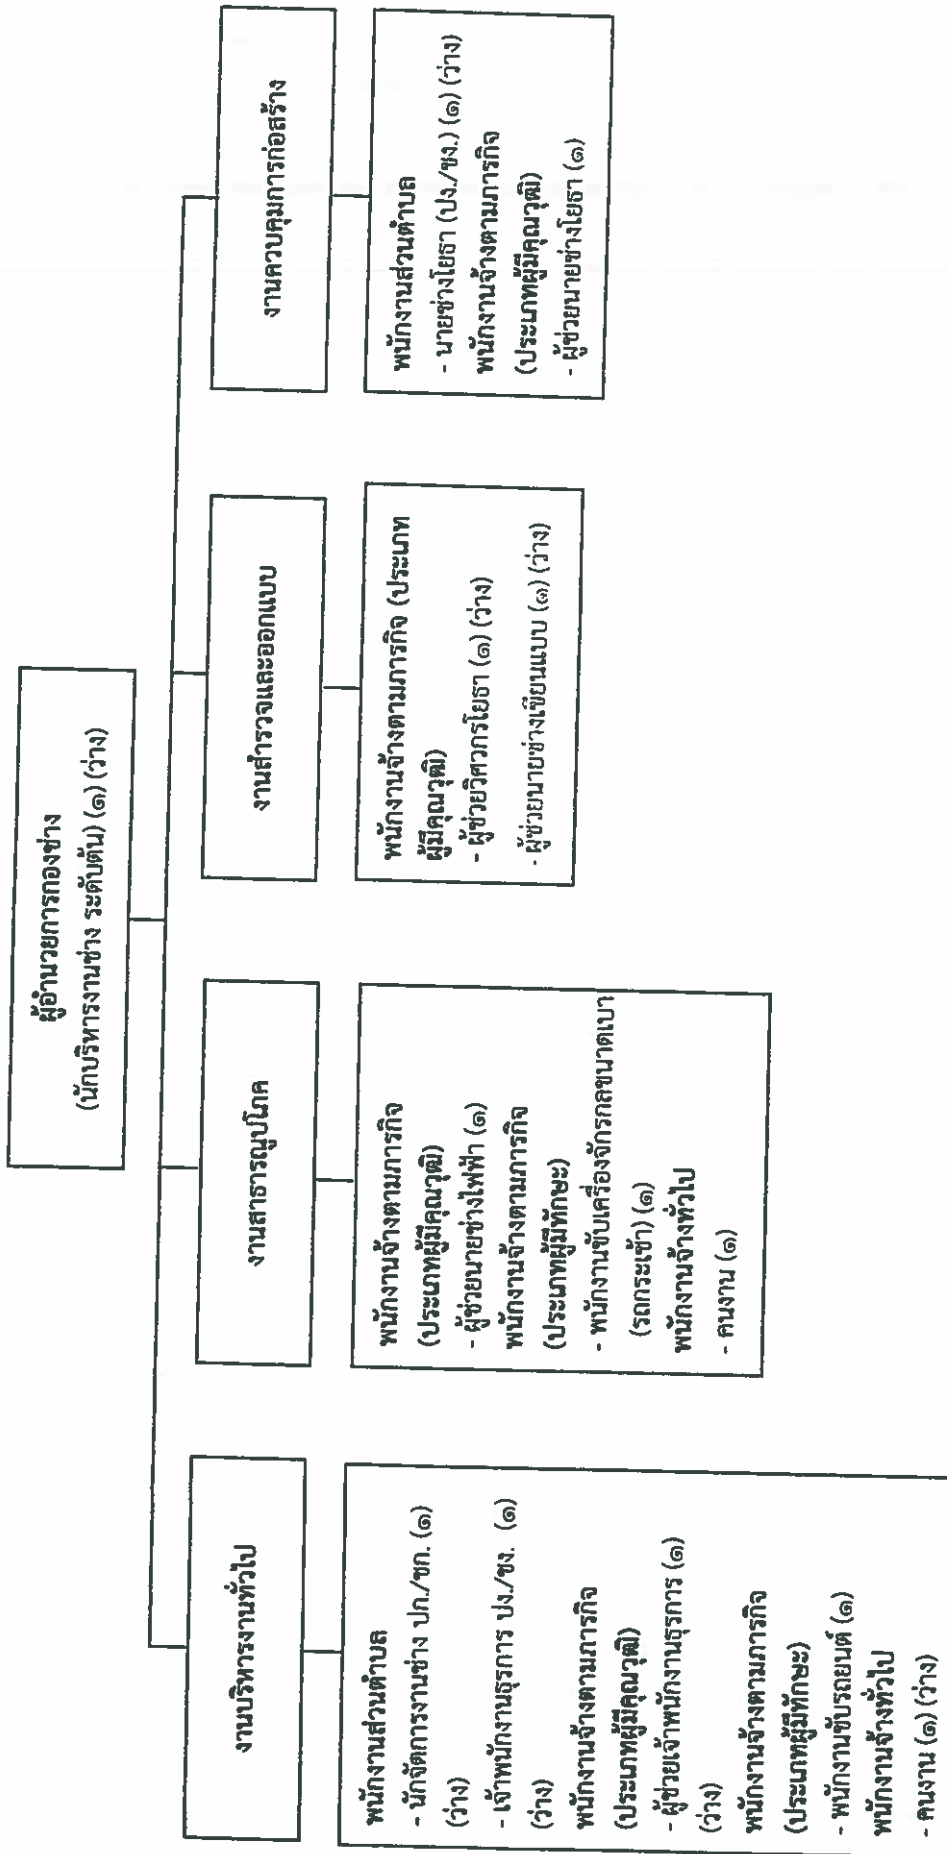 ผู้อำนวยการกองช่าง
(นักบริหารงานช่าง ระดับต้น) (๑) (ว่าง)
งานบริหารงานทั่วไป
พนักงานส่วนตำบล
- นักจัดการงานช่าง ปก./ชก. (๑)
(ว่าง)
- เจ้าพนักงานธุรการ ปง./ชง. (๑)
(ว่าง)
พนักงานจ้างตามภารกิจ
(ประเภทผู้มีคุณวุฒิ)
- ผู้ช่วยเจ้าพนักงานธุรการ (๑)
(ว่าง)
พนักงานจ้างตามภารกิจ
(ประเภทผู้มีทักษะ)
- พนักงานขับรถยนต์ (๑)
พนักงานจ้างทั่วไป
- คนงาน (๑) (ว่าง)
งานสาธารณูปโภค
พนักงานจ้างตามภารกิจ
(ประเภทผู้มีคุณวุฒิ)
- ผู้ช่วยนายช่างไฟฟ้า (๑)
พนักงานจ้างตามภารกิจ
(ประเภทผู้มีทักษะ)
- พนักงานขับเครื่องจักรกลขนาดเบา
(รถกระเช้า) (๑)
พนักงานจ้างทั่วไป
- คนงาน (๑)
งานสำรวจและออกแบบ
พนักงานจ้างตามภารกิจ (ประเภท
ผู้มีคุณวุฒิ)
- ผู้ช่วยวิศวกรโยธา (๑) (ว่าง)
- ผู้ช่วยนายช่างเขียนแบบ (๑) (ว่าง)
งานควบคุมการก่อสร้าง
พนักงานส่วนตำบล
- นายช่างโยธา (ปง./ชง.) (๑) (ว่าง)
พนักงานจ้างตามภารกิจ
(ประเภทผู้มีคุณวุฒิ)
- ผู้ช่วยนายช่างโยธา (๑)